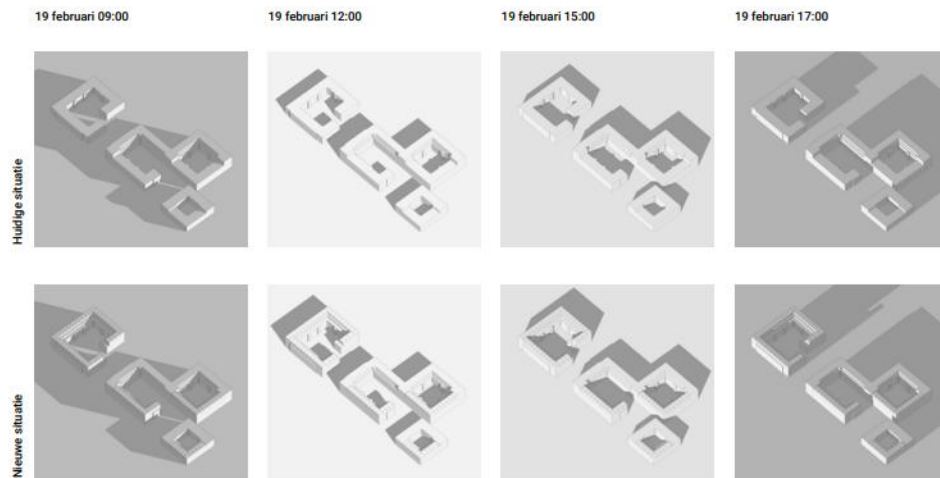 19 februari 09:00
19 februari 12:00
19 februari 15:00
19 februari 17:00
Huidige situatie
Nieuwe situatie